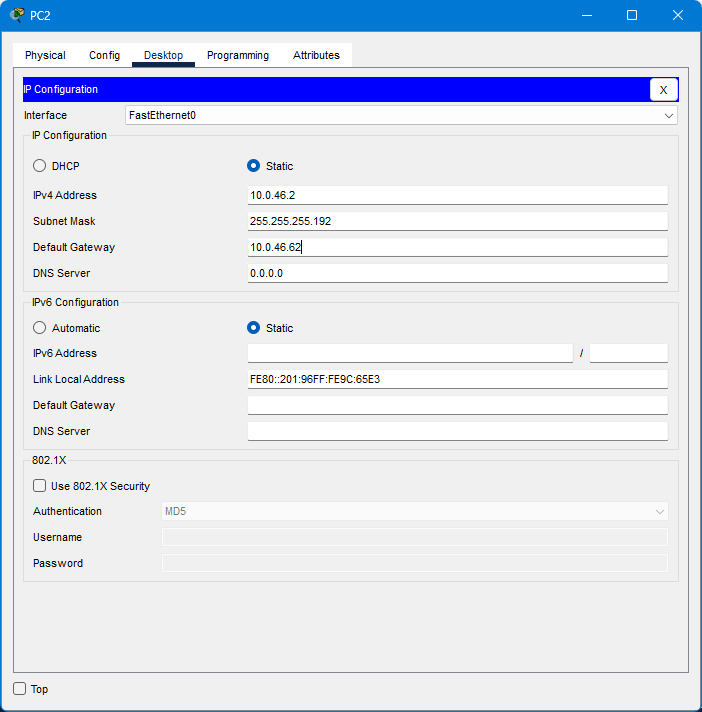 PC2
Physical Config Desktop Programming Attributes
IP Configuration X
Interface FastEthernet0
IP Configuration
DHCP Static
IPv4 Address 10.0.46.2
Subnet Mask 255.255.255.192
Default Gateway 10.0.46.62
DNS Server 0.0.0.0
IPv6 Configuration
Automatic Static
IPv6 Address /
Link Local Address FE80::201:96FF:FE9C:65E3
Default Gateway
DNS Server
802.1X
Use 802.1X Security
Authentication MD5
Username
Password
Top